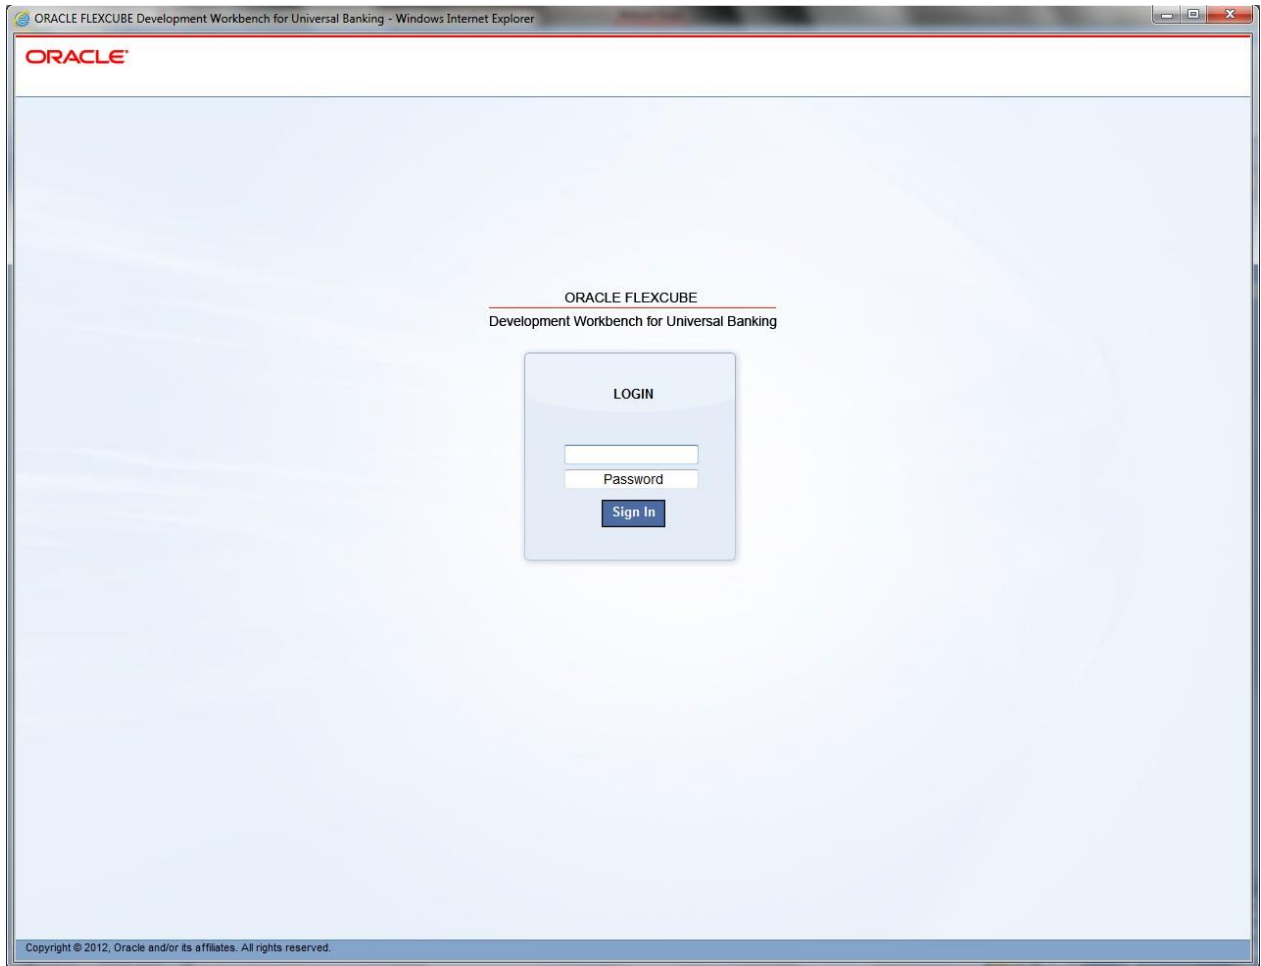 ORACLE FLEXCUBE Development Workbench for Universal Banking - Windows Internet Explorer
ORACLE
ORACLE FLEXCUBE
Development Workbench for Universal Banking
LOGIN
Password
Sign In
Copyright © 2012, Oracle and/or its affiliates. All rights reserved.